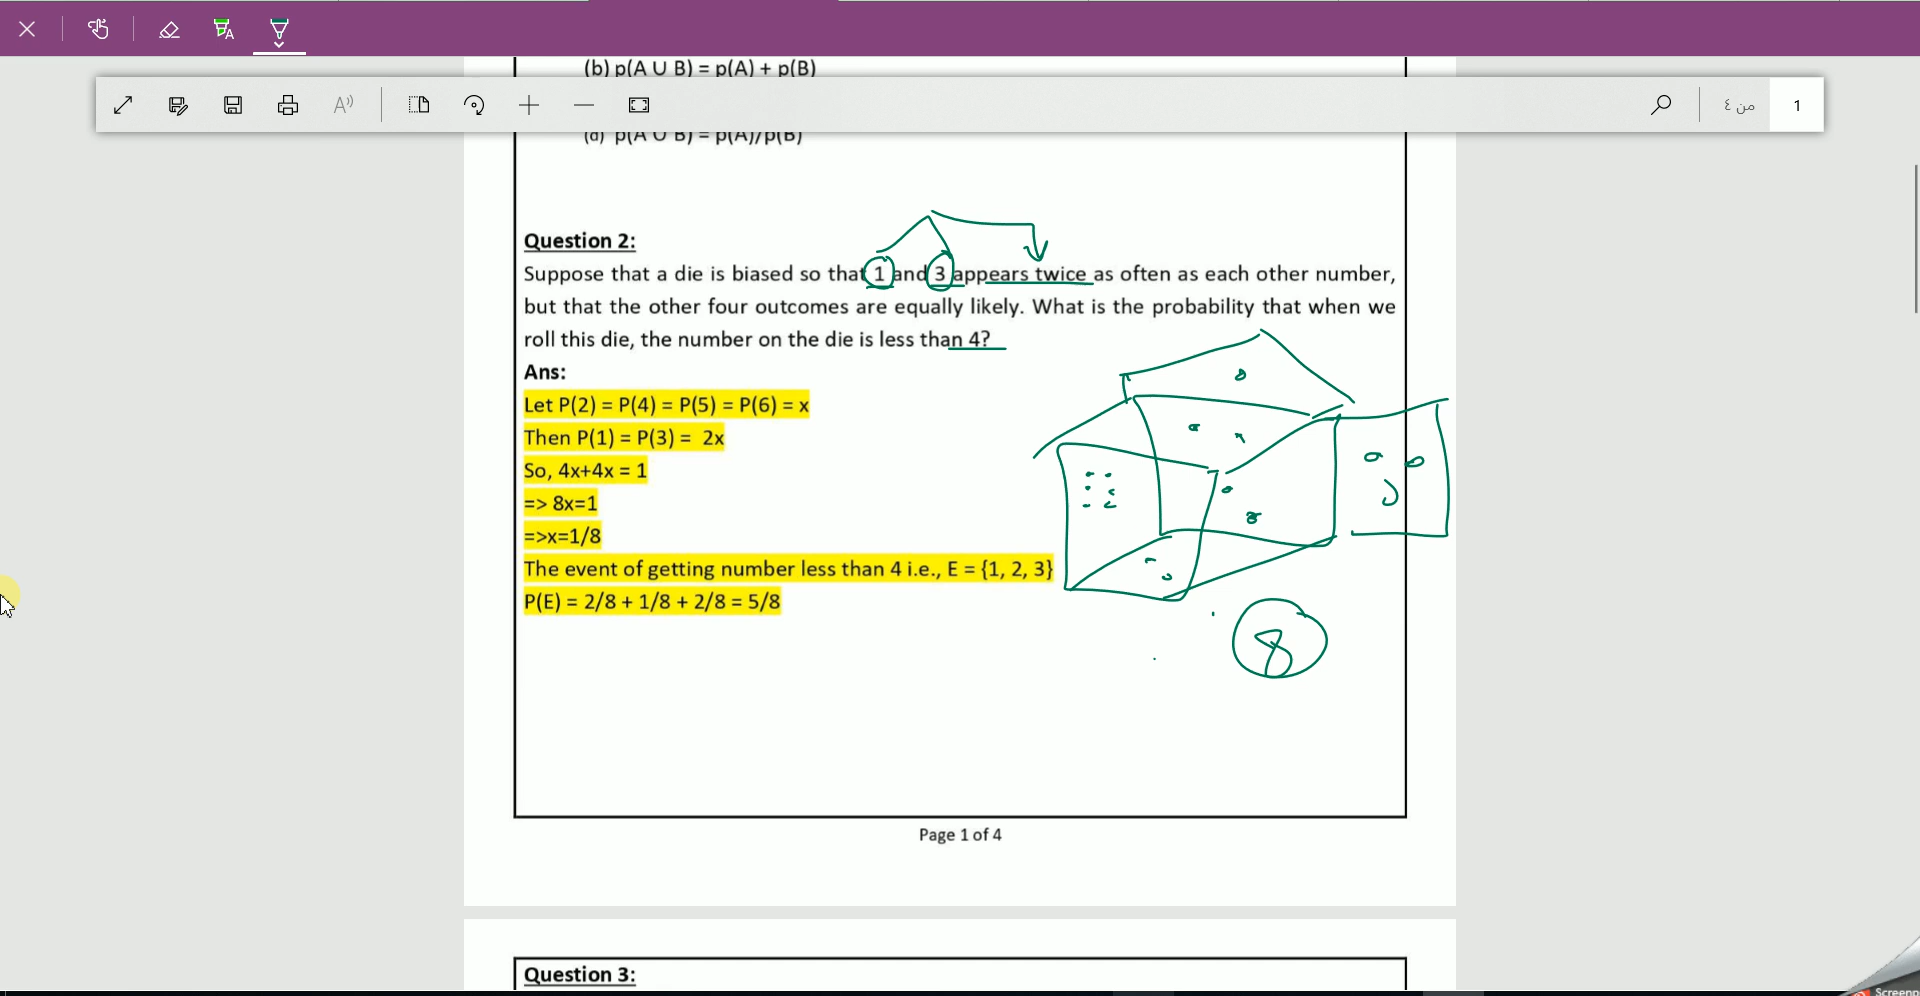 (b) p(A ∪ B) = p(A) + p(B)
من ٤
1
(d) p(A ∪ B) = p(A)/p(B)
Question 2:
Suppose that a die is biased so that 1 and 3 appears twice as often as each other number,
but that the other four outcomes are equally likely. What is the probability that when we
roll this die, the number on the die is less than 4?
Ans:
Let P(2) = P(4) = P(5) = P(6) = x
Then P(1) = P(3) = 2x
So, 4x+4x = 1
=> 8x=1
=>x=1/8
The event of getting number less than 4 i.e., E = {1, 2, 3}
P(E) = 2/8 + 1/8 + 2/8 = 5/8
8
Page 1 of 4
Question 3: